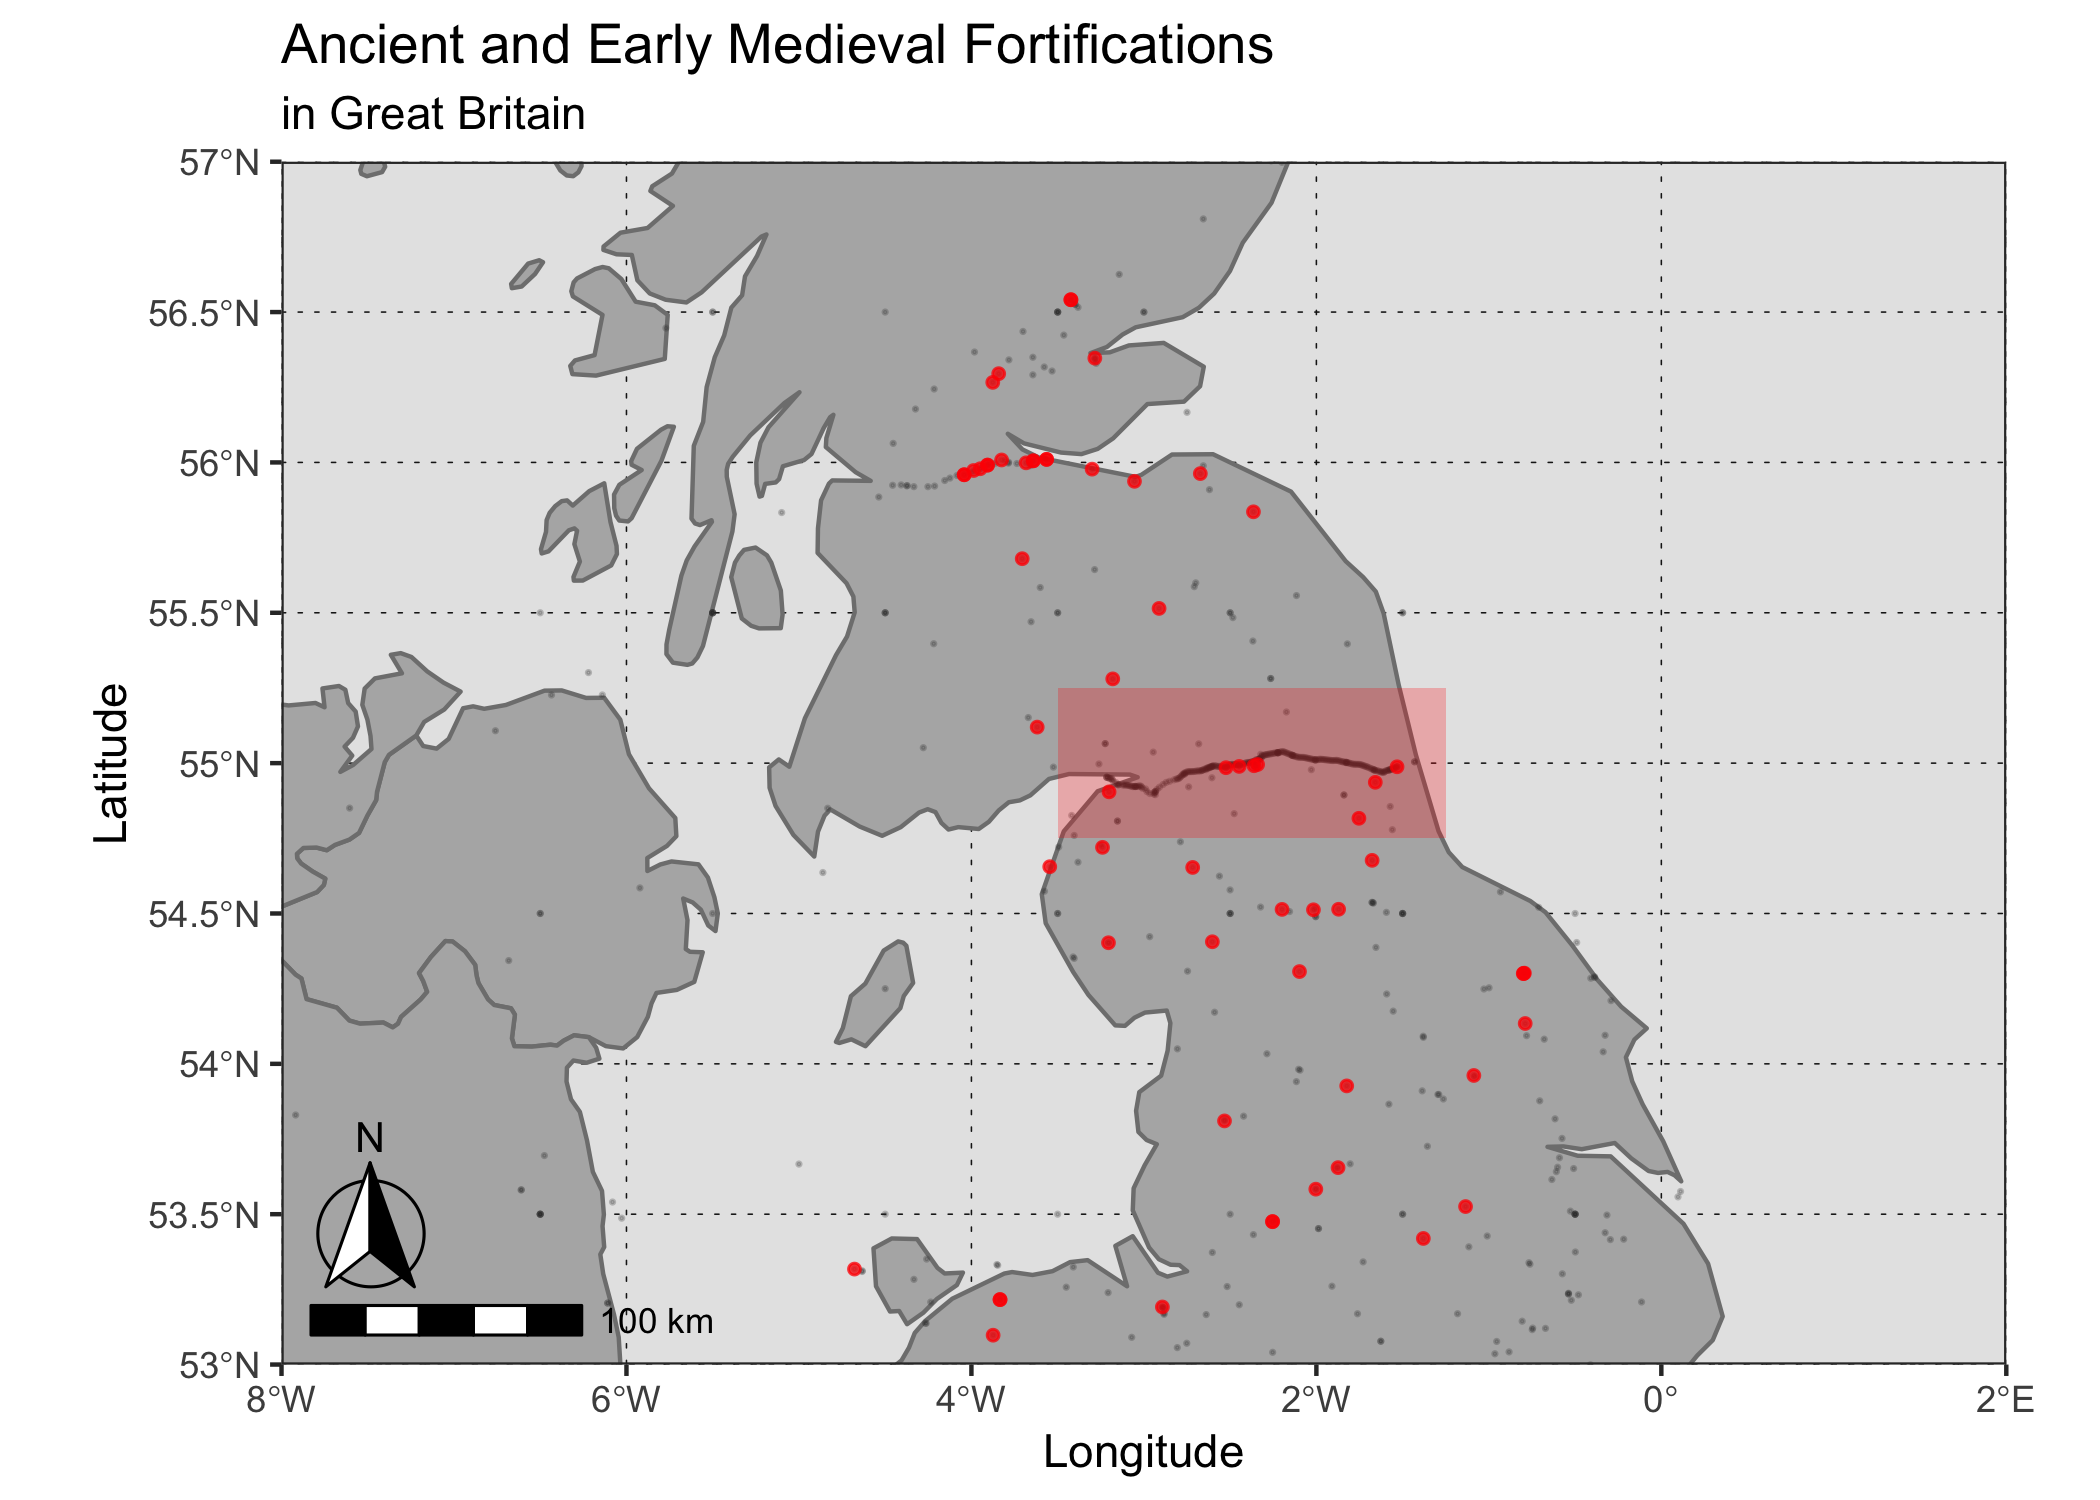 Ancient and Early Medieval Fortifications
in Great Britain
57°N
56.5°N
56°N
55.5°N
55°N
54.5°N
54°N
53.5°N
53°N
Latitude
N
100 km
8°W
6°W
4°W
2°W
0°
2°E
Longitude